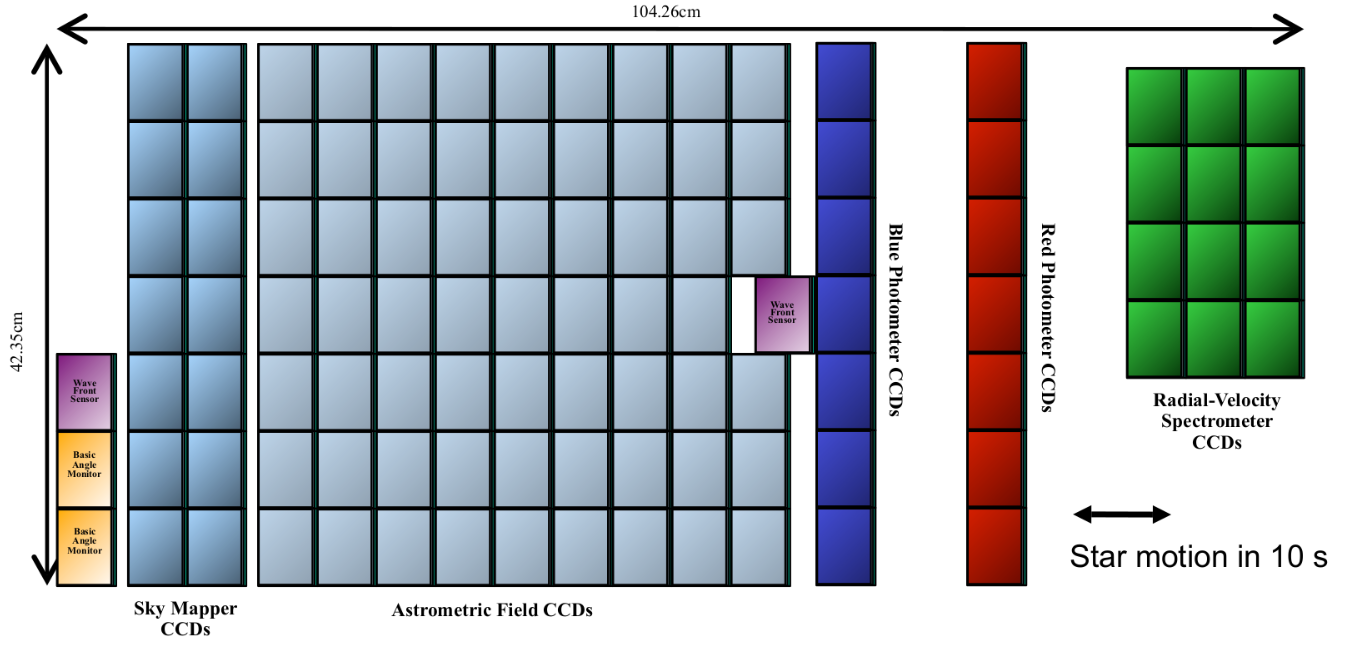 104.26cm
42.35cm
Wave
Front
Sensor
Basic
Angle
Monitor
Basic
Angle
Monitor
Wave
Front
Sensor
Blue Photometer CCDs
Red Photometer CCDs
Radial-Velocity
Spectrometer
CCDs
Star motion in 10 s
Sky Mapper
CCDs
Astrometric Field CCDs